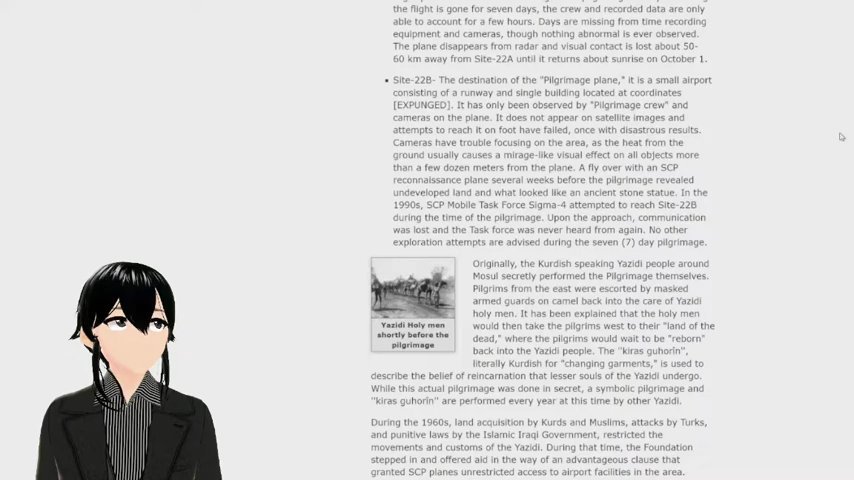 the flight is gone for seven days, the crew and recorded data are only
able to account for a few hours. Days are missing from time recording
equipment and cameras, though nothing abnormal is ever observed.
The plane disappears from radar and visual contact is lost about 50-
60 km away from Site-22A until it returns about sunrise on October 1.
Site-22B- The destination of the "Pilgrimage plane," it is a small airport
consisting of a runway and single building located at coordinates
[EXPUNGED]. It has only been observed by "Pilgrimage crew" and
cameras on the plane. It does not appear on satellite images and
attempts to reach it on foot have failed, once with disastrous results.
Cameras have trouble focusing on the area, as the heat from the
ground usually causes a mirage-like visual effect on all objects more
than a few dozen meters from the plane. A fly over with an SCP
reconnaissance plane several weeks before the pilgrimage revealed
undeveloped land and what looked like an ancient stone statue. In the
1990s, SCP Mobile Task Force Sigma-4 attempted to reach Site-22B
during the time of the pilgrimage. Upon the approach, communication
was lost and the Task force was never heard from again. No other
exploration attempts are advised during the seven (7) day pilgrimage.
Yazidi Holy men
shortly before the
pilgrimage
Originally, the Kurdish speaking Yazidi people around
Mosul secretly performed the Pilgrimage themselves.
Pilgrims from the east were escorted by masked
armed guards on camel back into the care of Yazidi
holy men. It has been explained that the holy men
would then take the pilgrims west to their "land of the
dead," where the pilgrims would wait to be "reborn"
back into the Yazidi people. The "kiras guhorîn",
literally Kurdish for "changing garments," is used to
describe the belief of reincarnation that lesser souls of the Yazidi undergo.
While this actual pilgrimage was done in secret, a symbolic pilgrimage and
"kiras guhorîn" are performed every year at this time by other Yazidi.
During the 1960s, land acquisition by Kurds and Muslims, attacks by Turks,
and punitive laws by the Islamic Iraqi Government, restricted the
movements and customs of the Yazidi. During that time, the Foundation
stepped in and offered aid in the way of an advantageous clause that
granted SCP planes unrestricted access to airport facilities in the area.